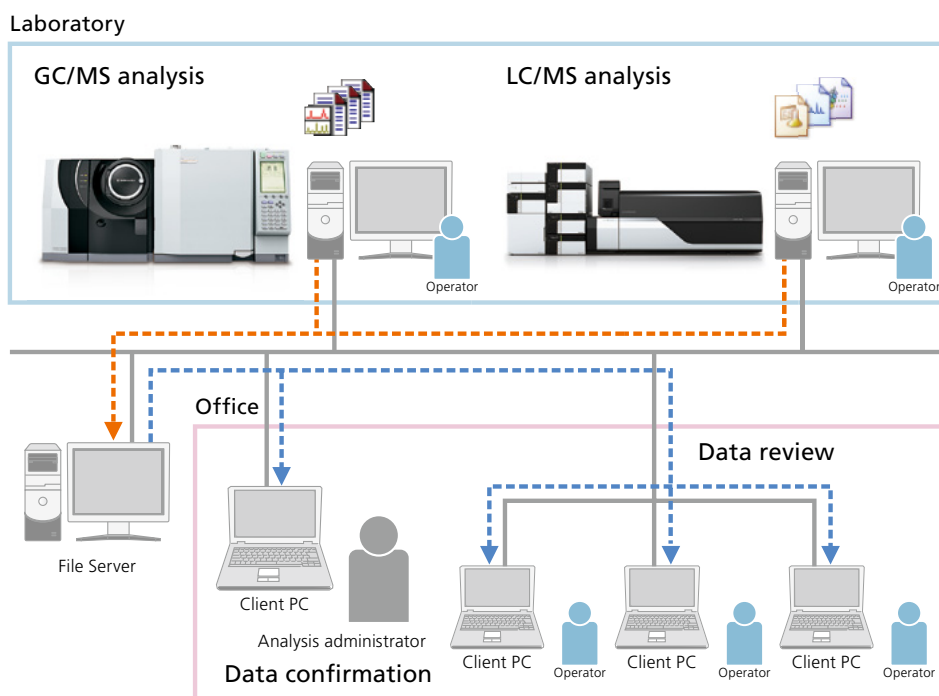 Laboratory
GC/MS analysis
LC/MS analysis
Operator
Operator
Office
Data review
File Server
Client PC
Analysis administrator
Data confirmation
Client PC
Operator
Client PC
Operator
Client PC
Operator